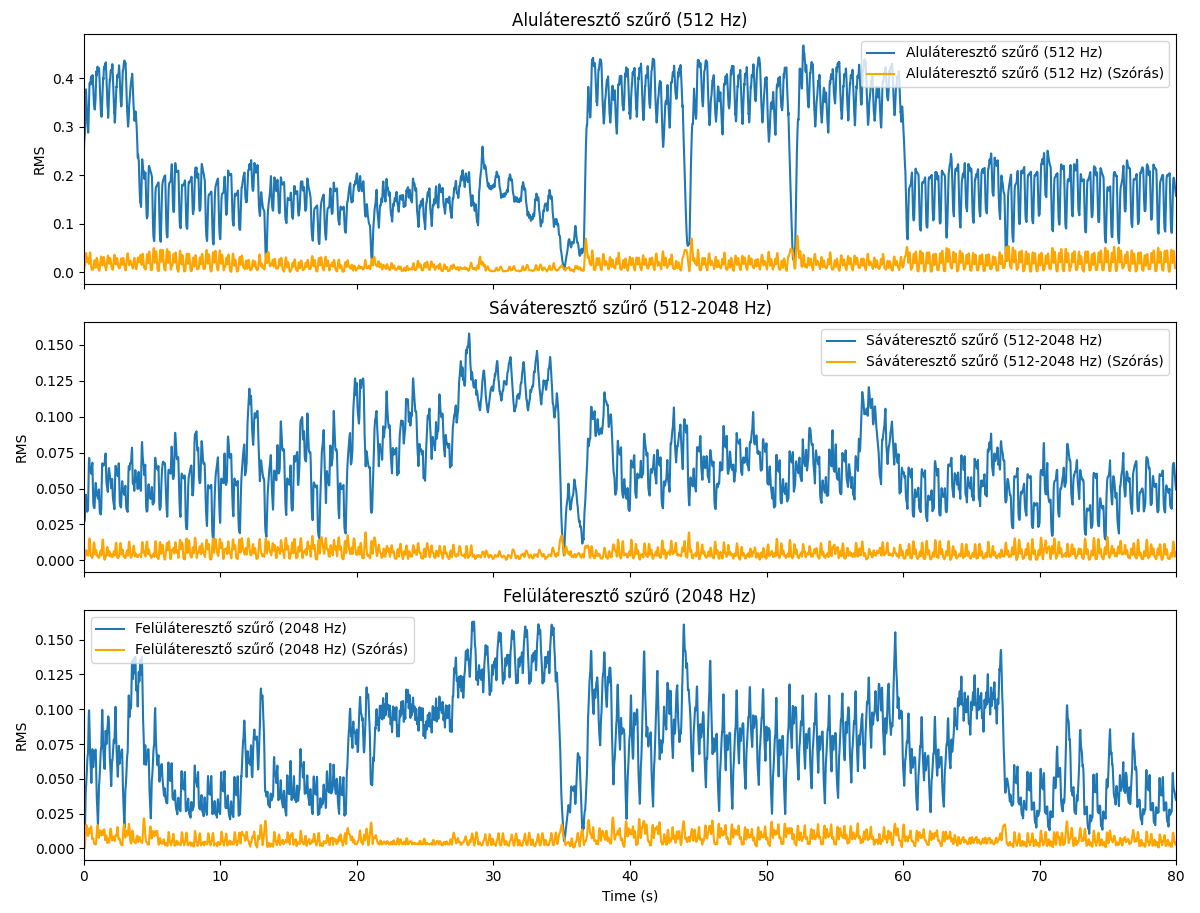 Aluláteresztő szűrő (512 Hz)
Aluláteresztő szűrő (512 Hz)
Aluláteresztő szűrő (512 Hz) (Szórás)
RMS
0.4
0.3
0.2
0.1
0.0
Sáváteresztő szűrő (512-2048 Hz)
Sáváteresztő szűrő (512-2048 Hz)
Sáváteresztő szűrő (512-2048 Hz) (Szórás)
RMS
0.150
0.125
0.100
0.075
0.050
0.025
0.000
Felüláteresztő szűrő (2048 Hz)
Felüláteresztő szűrő (2048 Hz)
Felüláteresztő szűrő (2048 Hz) (Szórás)
RMS
0.150
0.125
0.100
0.075
0.050
0.025
0.000
0 10 20 30 40 50 60 70 80
Time (s)